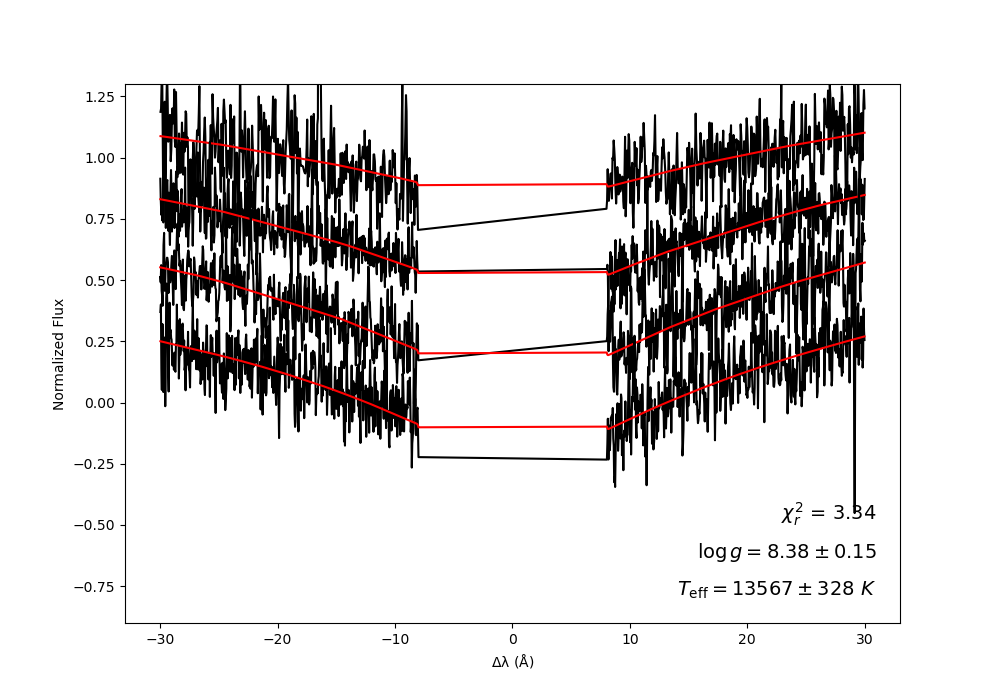 1.25
1.00
0.75
0.50
0.25
0.00
−0.25
−0.50
−0.75
Normalized Flux
χ²ᵣ = 3.34
log g = 8.38 ± 0.15
T_eff = 13567 ± 328 K
−30 −20 −10 0 10 20 30
Δλ (Å)